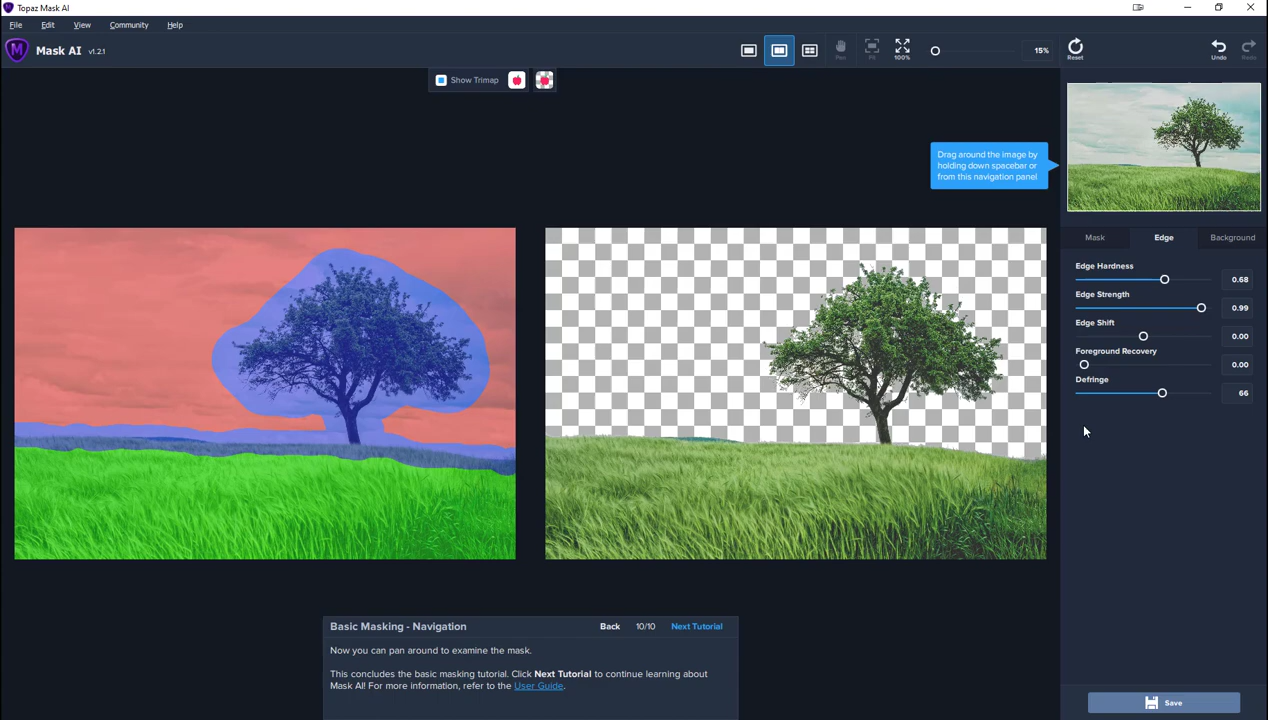 Topaz Mask AI
File Edit View Community Help
Mask AI v1.2.1
Pan Fit 100% 15% Reset Undo Redo
Show Trimap
Drag around the image by
holding down spacebar or
from this navigation panel
Mask Edge Background
Edge Hardness
0.68
Edge Strength
0.99
Edge Shift
0.00
Foreground Recovery
0.00
Defringe
66
Basic Masking - Navigation Back 10/10 Next Tutorial
Now you can pan around to examine the mask.
This concludes the basic masking tutorial. Click Next Tutorial to continue learning about
Mask AI! For more information, refer to the User Guide.
Save